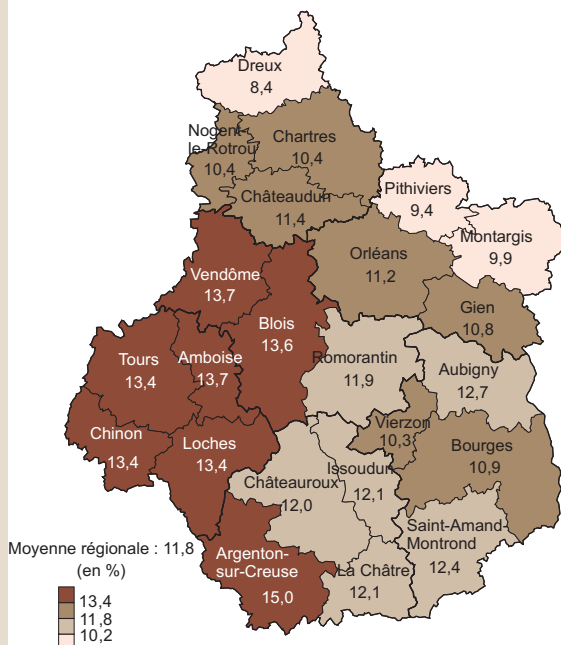 Dreux
8,4
Nogent-
le-Rotrou
10,4
Chartres
10,4
Châteaudun
11,4
Pithiviers
9,4
Montargis
9,9
Orléans
11,2
Vendôme
13,7
Gien
10,8
Blois
13,6
Tours
13,4
Amboise
13,7
Romorantin
11,9
Aubigny
12,7
Chinon
13,4
Loches
13,4
Vierzon
10,3
Bourges
10,9
Issoudun
12,1
Châteauroux
12,0
Saint-Amand-
Montrond
12,4
Argenton-
sur-Creuse
15,0
La Châtre
12,1
Moyenne régionale : 11,8
(en %)
13,4
11,8
10,2